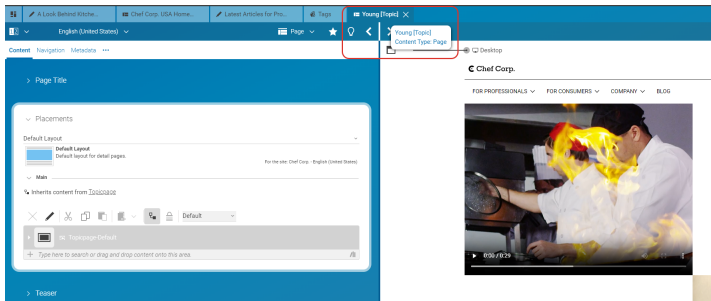 A Look Behind Kitche...
Chef Corp. USA Home...
Latest Articles for Pro...
Tags
Young [Topic]
English (United States)
Page
Young [Topic]
Content Type: Page
Content Navigation Metadata •••
Desktop
Page Title
Chef Corp.
FOR PROFESSIONALS FOR CONSUMERS COMPANY BLOG
Placements
Default Layout
Default Layout
Default layout for detail pages.
For the site: Chef Corp. - English (United States)
Main
Inherits content from Topicpage
Default
Topicpage-Default
Type here to search or drag and drop content onto this area.
0:00 / 0:29
Teaser